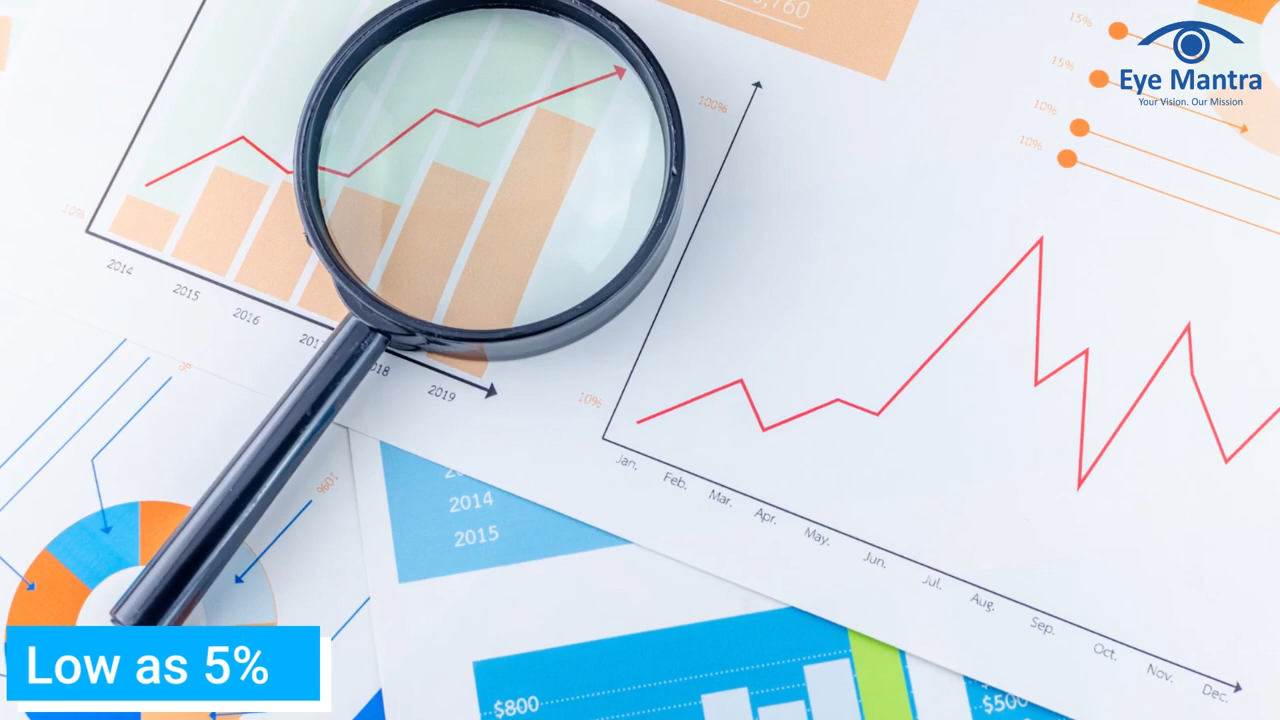 15%
15%
10%
10%
Eye Mantra
Your Vision. Our Mission
100%
10%
2014
2015
2016
2019
10%
Jan.
Feb.
Mar.
Apr.
May.
Jun.
Jul.
Aug.
Sep.
Oct.
Nov.
Dec.
10%
2014
2015
$800
$500
Low as 5%